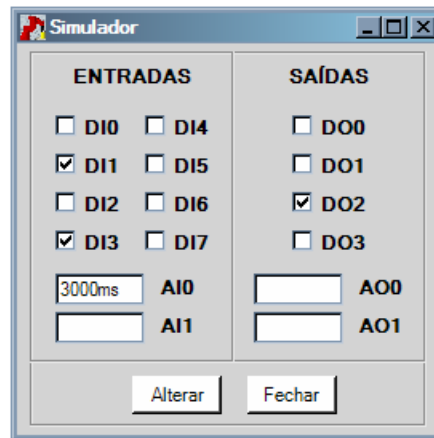 Simulador
ENTRADAS
SAÍDAS
DI0 DI4
DO0
DI1 DI5
DO1
DI2 DI6
DO2
DI3 DI7
DO3
3000ms AI0
AO0
AI1
AO1
Alterar
Fechar